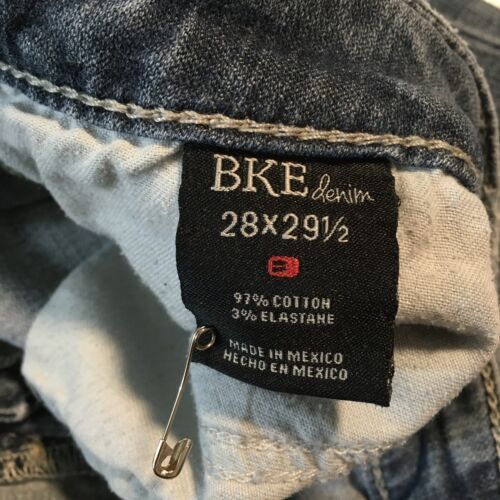 BKE denim
28X29½
97% COTTON
3% ELASTANE
MADE IN MEXICO
HECHO EN MEXICO